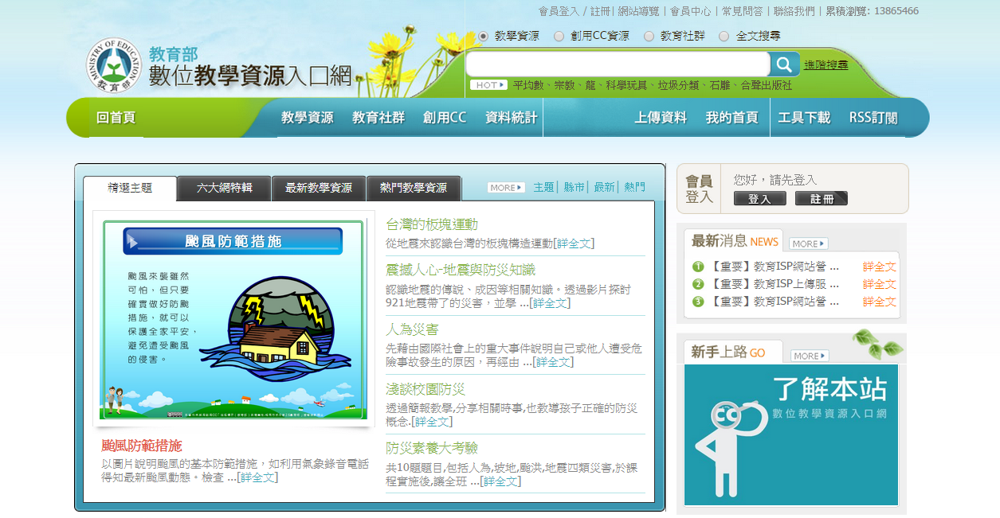 會員登入 / 註冊| 網站導覽 | 會員中心 | 常見問答 | 聯絡我們 | 累積瀏覽: 13865466
教學資源 創用CC資源 教育社群 全文搜尋
MINISTRY OF EDUCATION
教育部
教育部
數位教學資源入口網
進階搜尋
HOT 平均數、宗教、龍、科學玩具、垃圾分類、石雕、合聲出版社
回首頁 教學資源 教育社群 創用CC 資料統計 上傳資料 我的首頁 工具下載 RSS訂閱
精選主題 六大網特輯 最新教學資源 熱門教學資源 MORE 主題| 縣市| 最新| 熱門
颱風防範措施
颱風來襲雖然
可怕，但只要
確實做好防颱
措施，就可以
保護全家平安，
避免遭受颱風
的侵害。
颱風防範措施
以圖片說明颱風的基本防範措施，如利用氣象錄音電話
得知最新颱風動態。檢查 ...[詳全文]
台灣的板塊運動
從地震來認識台灣的板塊構造運動[詳全文]
震撼人心-地震與防災知識
認識地震的傳說、成因等相關知識。透過影片探討
921地震帶了的災害，並學 ...[詳全文]
人為災害
先藉由國際社會上的重大事件說明自己或他人遭受危
險事故發生的原因，再經由 ...[詳全文]
淺談校園防災
透過簡報教學,分享相關時事,也教導孩子正確的防災
概念.[詳全文]
防災素養大考驗
共10題題目,包括人為,坡地,颱洪,地震四類災害,於課
程實施後,讓全班 ...[詳全文]
會員
登入
您好，請先登入
登入 註冊
最新消息 NEWS MORE
1 【重要】教育ISP網站營 ... 詳全文
2 【重要】教育ISP上傳服 ... 詳全文
3 【重要】教育ISP網站營 ... 詳全文
新手上路 GO MORE
了解本站
數位教學資源入口網
CC